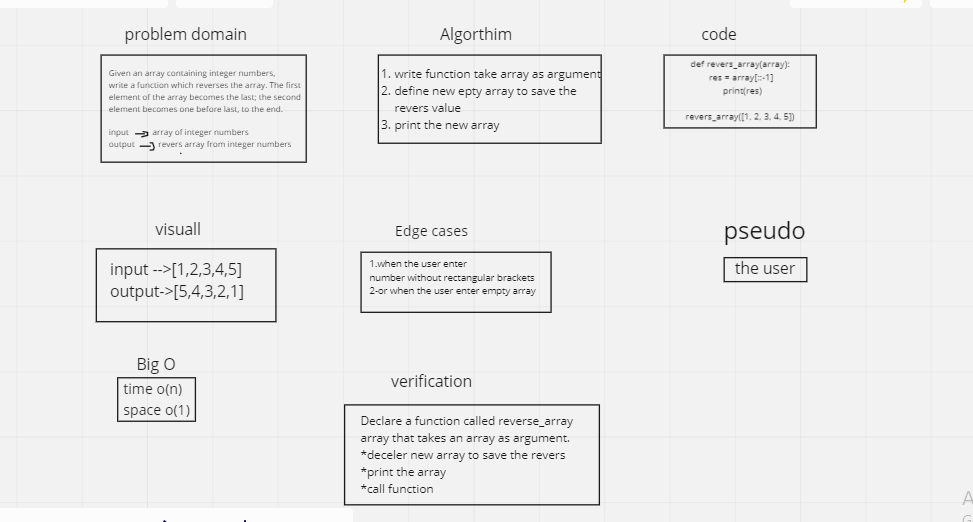 problem domain
Given an array containing integer numbers,
write a function which reverses the array. The first
element of the array becomes the last; the second
element becomes one before last, to the end.
input array of integer numbers
output revers array from integer numbers
Algorthim
1. write function take array as argument
2. define new epty array to save the
revers value
3. print the new array
code
def revers_array(array):
res = array[::-1]
print(res)
revers_array([1, 2, 3, 4, 5])
visuall
input -->[1,2,3,4,5]
output->[5,4,3,2,1]
Edge cases
1.when the user enter
number without rectangular brackets
2-or when the user enter empty array
pseudo
the user
Big O
time o(n)
space o(1)
verification
Declare a function called reverse_array
array that takes an array as argument.
*deceler new array to save the revers
*print the array
*call function